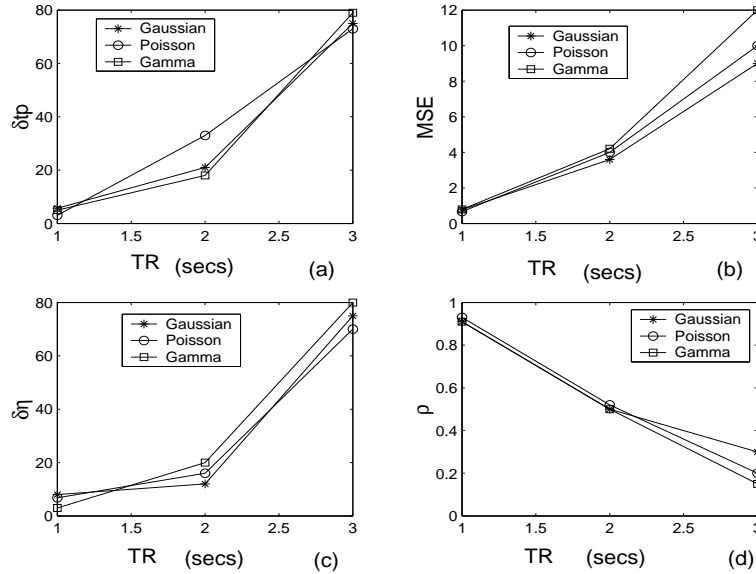 80
60
40
20
0
δtp
Gaussian
Poisson
Gamma
1 1.5 2 2.5 3
TR (secs) (a)
12
10
8
6
4
2
0
MSE
Gaussian
Poisson
Gamma
1 1.5 2 2.5 3
TR (secs) (b)
80
60
40
20
0
δη
Gaussian
Poisson
Gamma
1 1.5 2 2.5 3
TR (secs) (c)
1
0.8
0.6
0.4
0.2
0
ρ
Gaussian
Poisson
Gamma
1 1.5 2 2.5 3
TR (secs) (d)